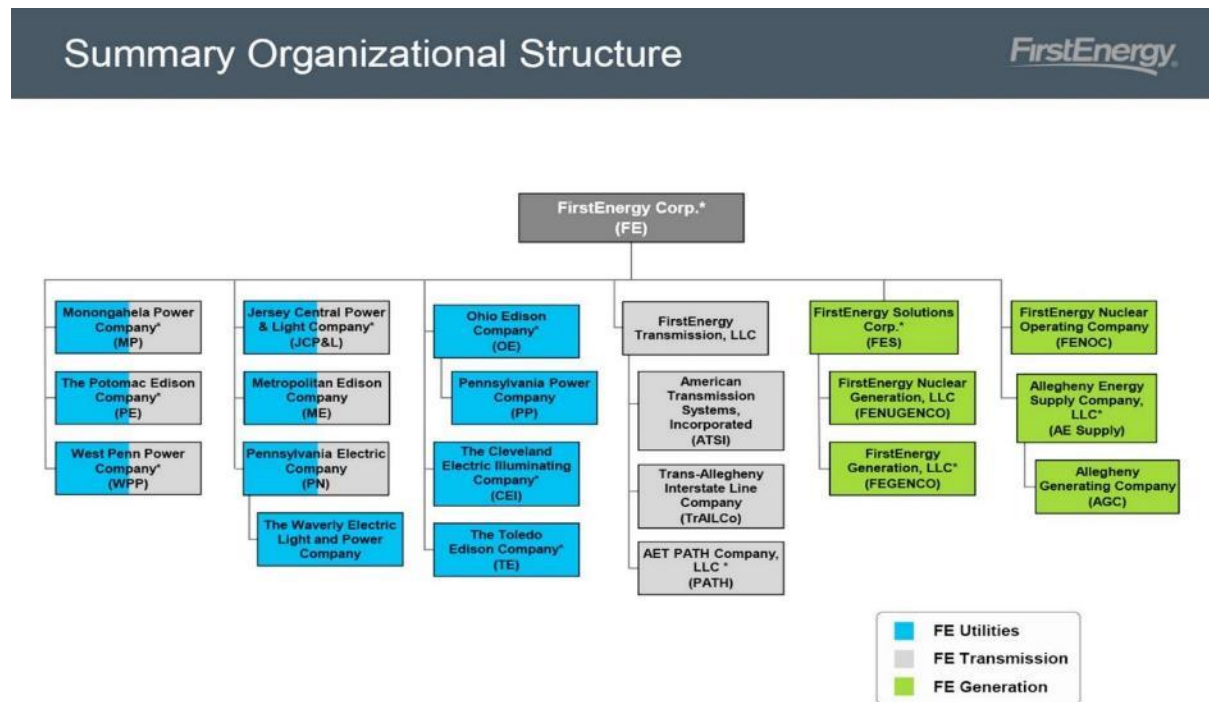 Summary Organizational Structure
FirstEnergy.
FirstEnergy Corp.*
(FE)
Monongahela Power
Company*
(MP)
The Potomac Edison
Company*
(PE)
West Penn Power
Company*
(WPP)
Jersey Central Power
& Light Company*
(JCP&L)
Metropolitan Edison
Company
(ME)
Pennsylvania Electric
Company
(PN)
The Waverly Electric
Light and Power
Company
Ohio Edison
Company*
(OE)
Pennsylvania Power
Company
(PP)
The Cleveland
Electric Illuminating
Company*
(CEI)
The Toledo
Edison Company*
(TE)
FirstEnergy
Transmission, LLC
American
Transmission
Systems,
Incorporated
(ATSI)
Trans-Allegheny
Interstate Line
Company
(TrAILCo)
AET PATH Company,
LLC *
(PATH)
FirstEnergy Solutions
Corp.*
(FES)
FirstEnergy Nuclear
Generation, LLC
(FENUGENCO)
FirstEnergy
Generation, LLC*
(FEGENCO)
FirstEnergy Nuclear
Operating Company
(FENOC)
Allegheny Energy
Supply Company,
LLC*
(AE Supply)
Allegheny
Generating Company
(AGC)
FE Utilities
FE Transmission
FE Generation